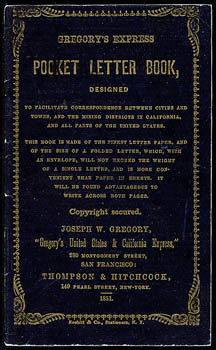 GREGORY'S EXPRESS
POCKET LETTER BOOK,
DESIGNED
TO FACILITATE CORRESPONDENCE BETWEEN CITIES AND
TOWNS, AND THE MINING DISTRICTS IN CALIFORNIA,
AND ALL PARTS OF THE UNITED STATES.
THIS BOOK IS MADE OF THE FINEST LETTER PAPER, AND
OF THE SIZE OF A FOLDED LETTER, WHICH, WITH
AN ENVELOPE, WILL NOT EXCEED THE WEIGHT
OF A SINGLE LETTER, AND IS MORE CON-
VENIENT THAN PAPER IN SHEETS. IT
WILL BE FOUND ADVANTAGEOUS TO
WRITE ACROSS BOTH PAGES.
Copyright secured.
JOSEPH W. GREGORY,
"Gregory's United States & California Express,"
280 MONTGOMERY STREET,
SAN FRANCISCO:
THOMPSON & HITCHCOCK,
149 PEARL STREET, NEW-YORK.
1851.
Nesbitt & Co., Stationers, N. Y.